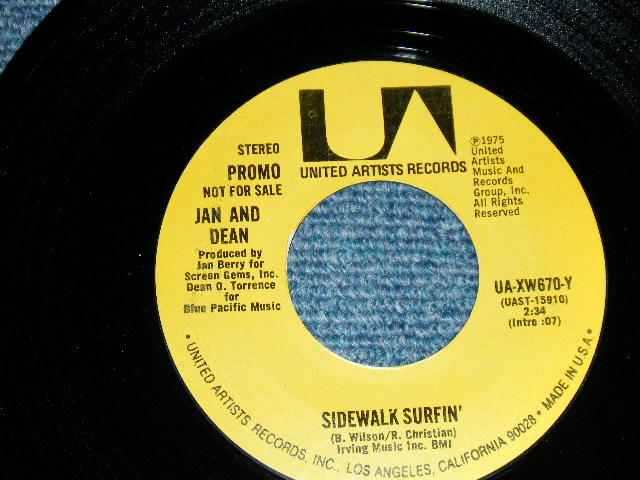 UA
UNITED ARTISTS RECORDS
STEREO
PROMO
NOT FOR SALE
JAN AND
DEAN
Produced by
Jan Berry for
Screen Gems, Inc.
Dean O. Torrence
for
Blue Pacific Music
℗1975
United
Artists
Music And
Records
Group, Inc.
All Rights
Reserved
UA-XW670-Y
(UAST-15910)
2:34
(Intro :07)
SIDEWALK SURFIN'
(B. Wilson/R. Christian)
Irving Music Inc. BMI
• UNITED ARTISTS RECORDS, INC., LOS ANGELES, CALIFORNIA 90028 • MADE IN U.S.A. •